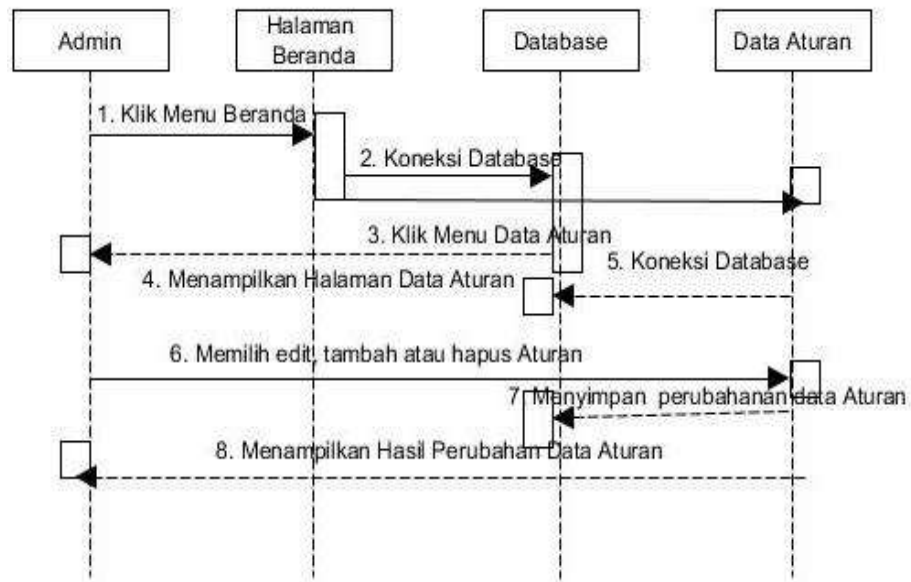 Admin
Halaman
Beranda
Database
Data Aturan
1. Klik Menu Beranda
2. Koneksi Database
3. Klik Menu Data Aturan
5. Koneksi Database
4. Menampilkan Halaman Data Aturan
6. Memilih edit, tambah atau hapus Aturan
7. Menyimpan perubahanan data Aturan
8. Menampilkan Hasil Perubahan Data Aturan